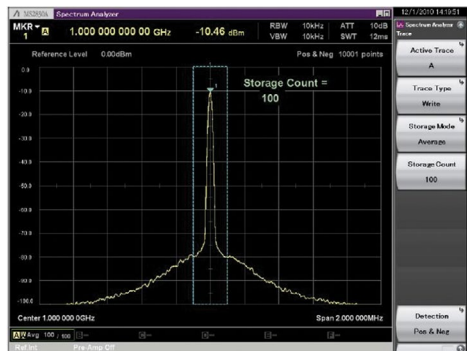 MS2690A Spectrum Analyzer
12/1/2010 14:19:51
MKR 1 A 1.000 000 000 00 GHz -10.46 dBm
RBW 10kHz ATT 10dB
VBW 10kHz SWT 12ms
Reference Level 0.00dBm Pos & Neg 10001 points
0.0
-10.0
-20.0
-30.0
-40.0
-50.0
-60.0
-70.0
-80.0
-90.0
-100.0
1
Storage Count =
100
Center 1.000 000 0GHz Span 2.000 000MHz
A W Avg 100 / 100
Ref.Int Pre Amp Off
Spectrum Analyzer
Trace
Active Trace
A
Trace Type
Write
Storage Mode
Average
Storage Count
100
Detection
Pos & Neg